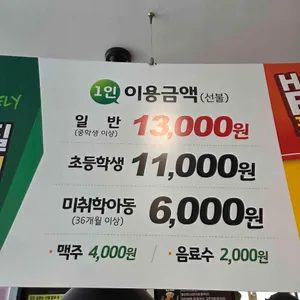 1인 이용금액(선불)
일 반 13,000원
(중학생 이상)
초등학생 11,000원
미취학아동 6,000원
(36개월 이상)
· 맥주 4,000원 / · 음료수 2,000원
ELY
H